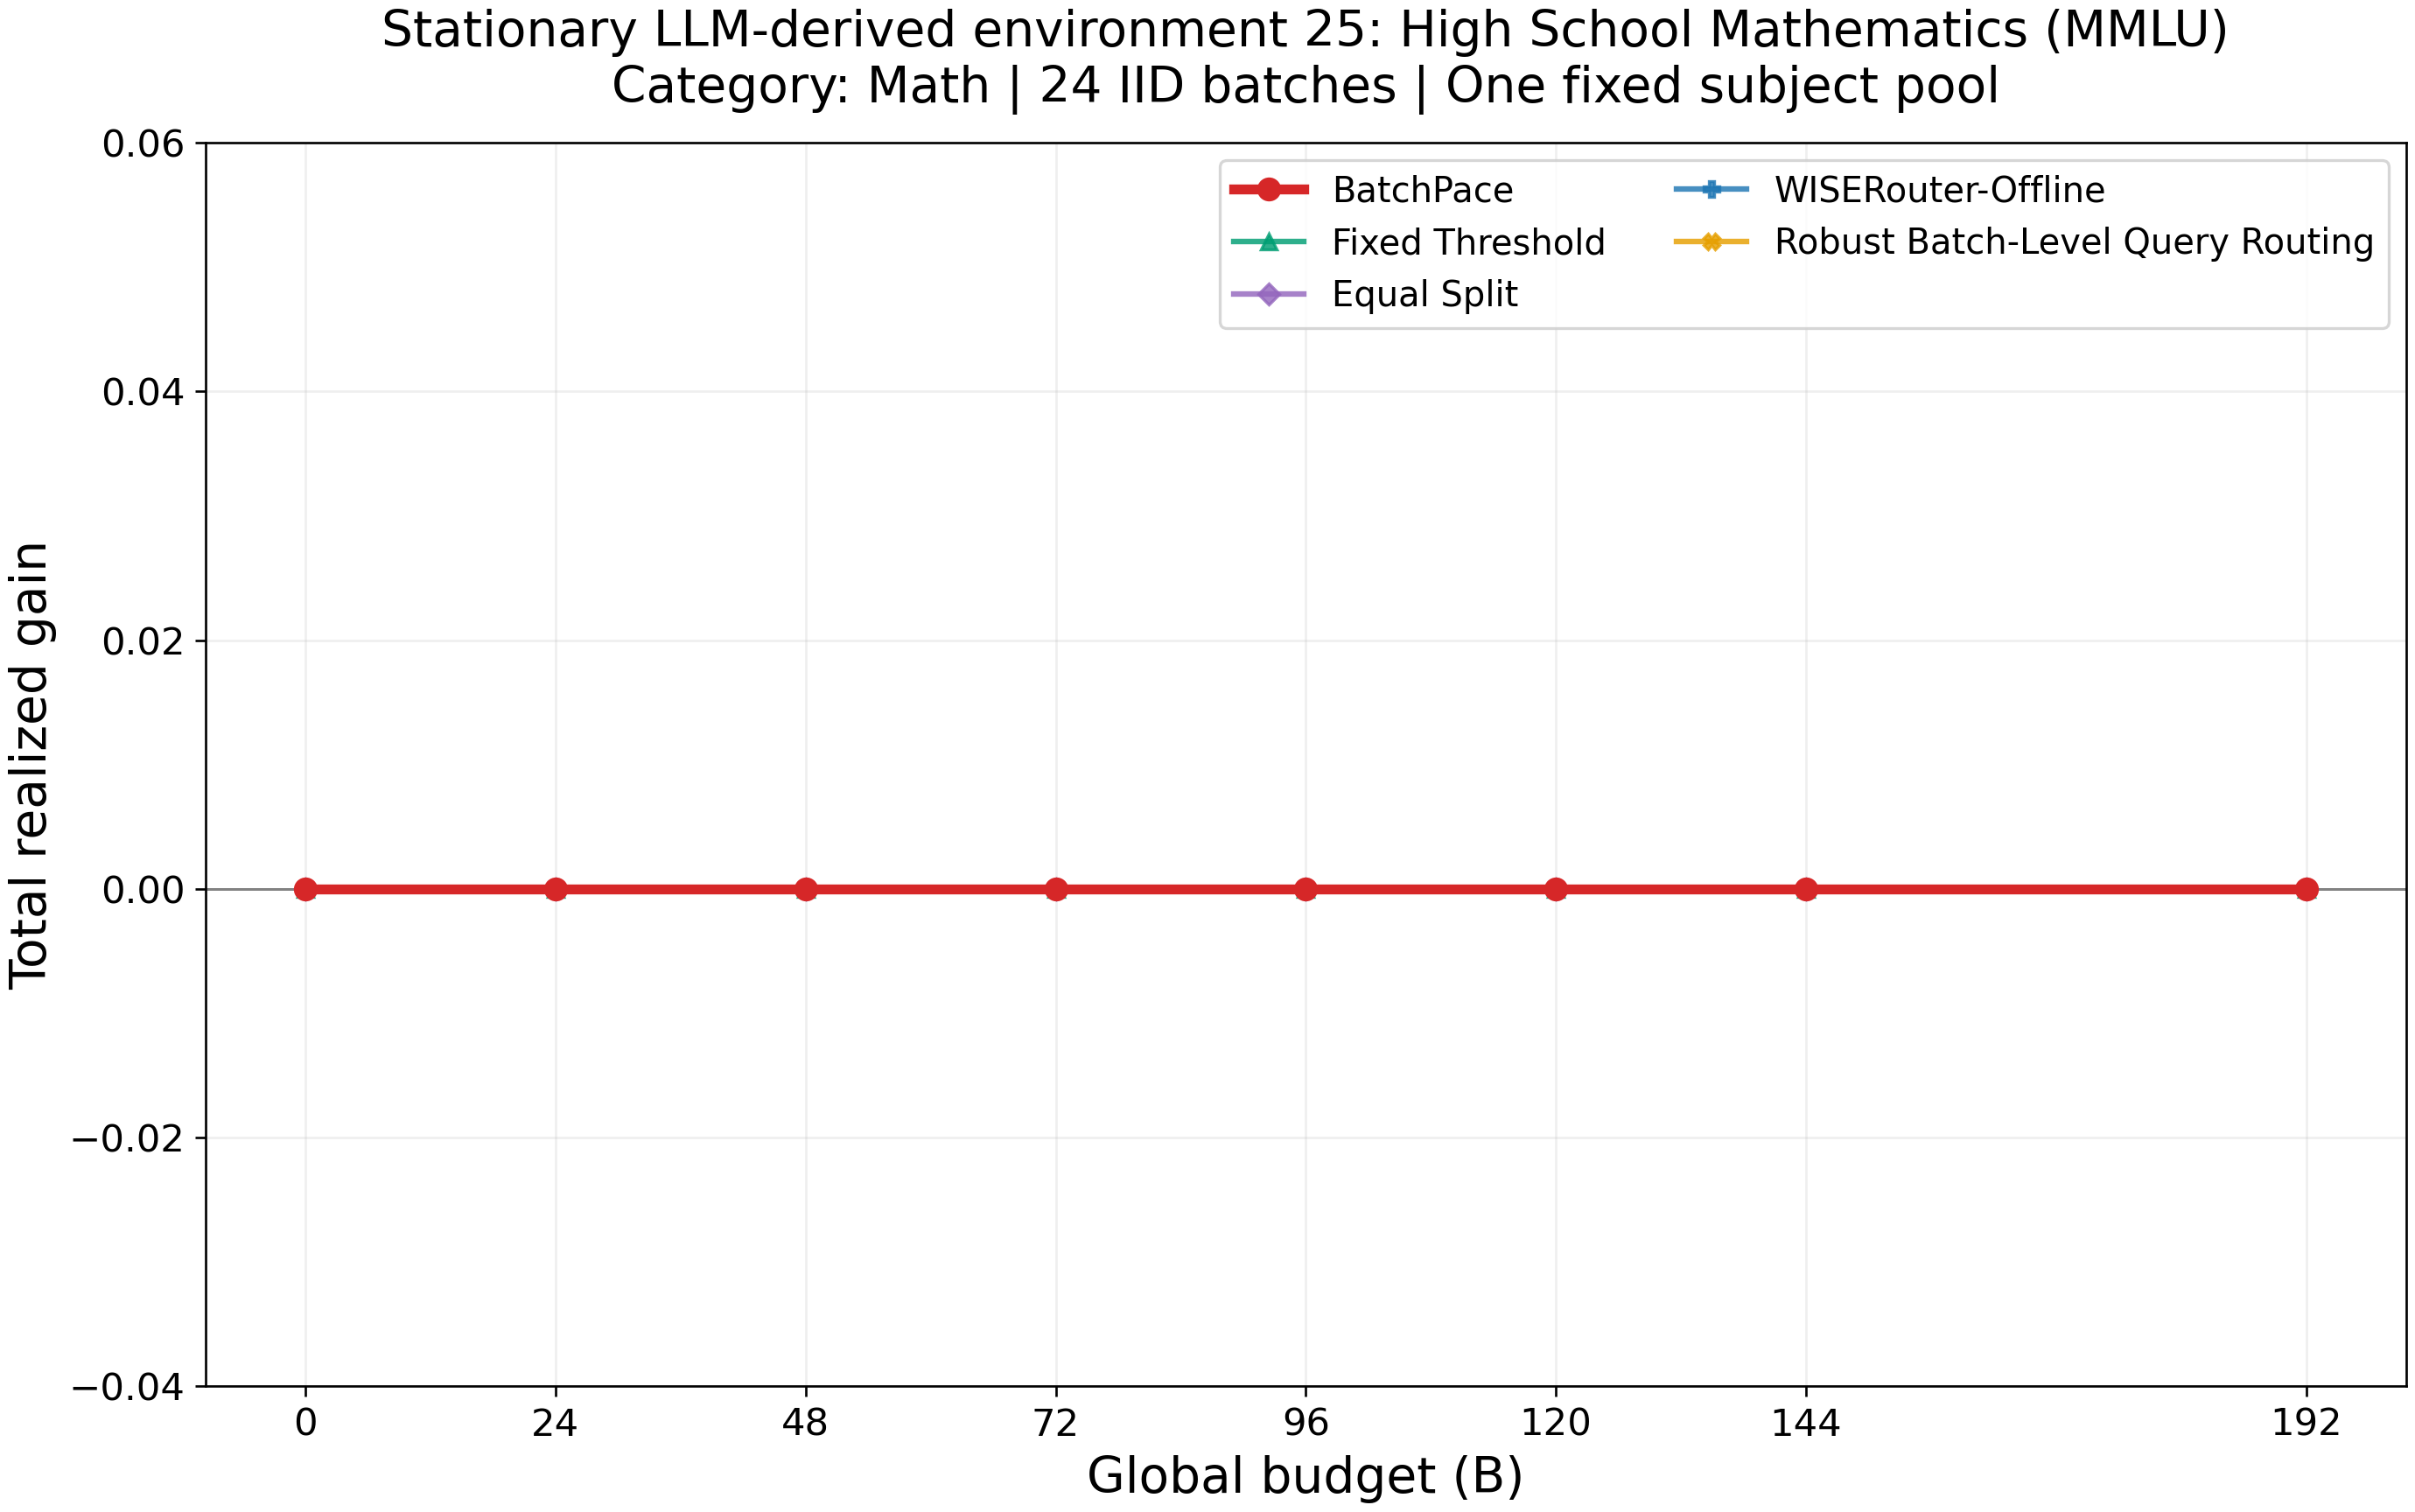 Stationary LLM-derived environment 25: High School Mathematics (MMLU)
Category: Math | 24 IID batches | One fixed subject pool
BatchPace
Fixed Threshold
Equal Split
WISERouter-Offline
Robust Batch-Level Query Routing
Total realized gain
0.06
0.04
0.02
0.00
−0.02
−0.04
0 24 48 72 96 120 144 192
Global budget (B)